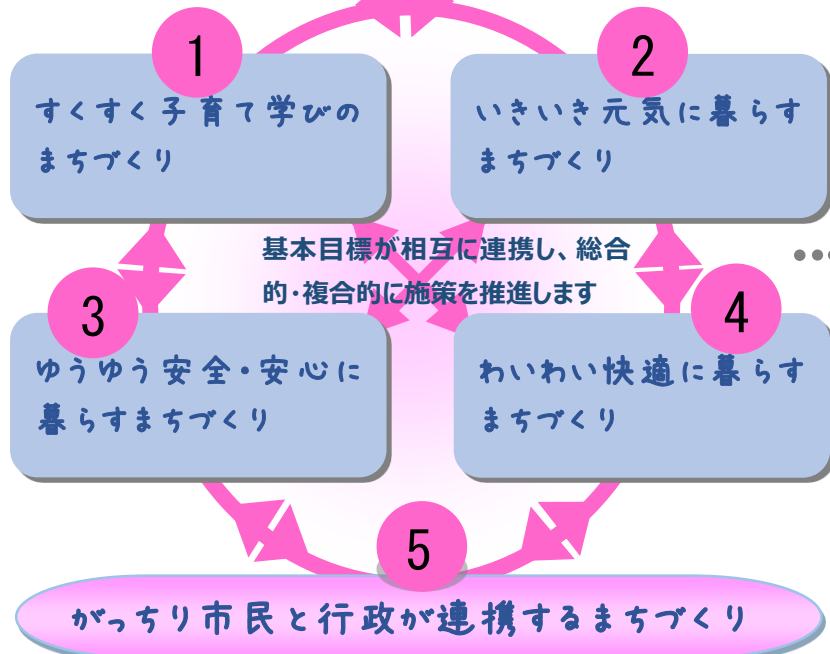 1
すくすく子育て学びの
まちづくり
2
いきいき元気に暮らす
まちづくり
基本目標が相互に連携し、総合
的・複合的に施策を推進します
3
ゆうゆう安全・安心に
暮らすまちづくり
4
わいわい快適に暮らす
まちづくり
5
がっちり市民と行政が連携するまちづくり